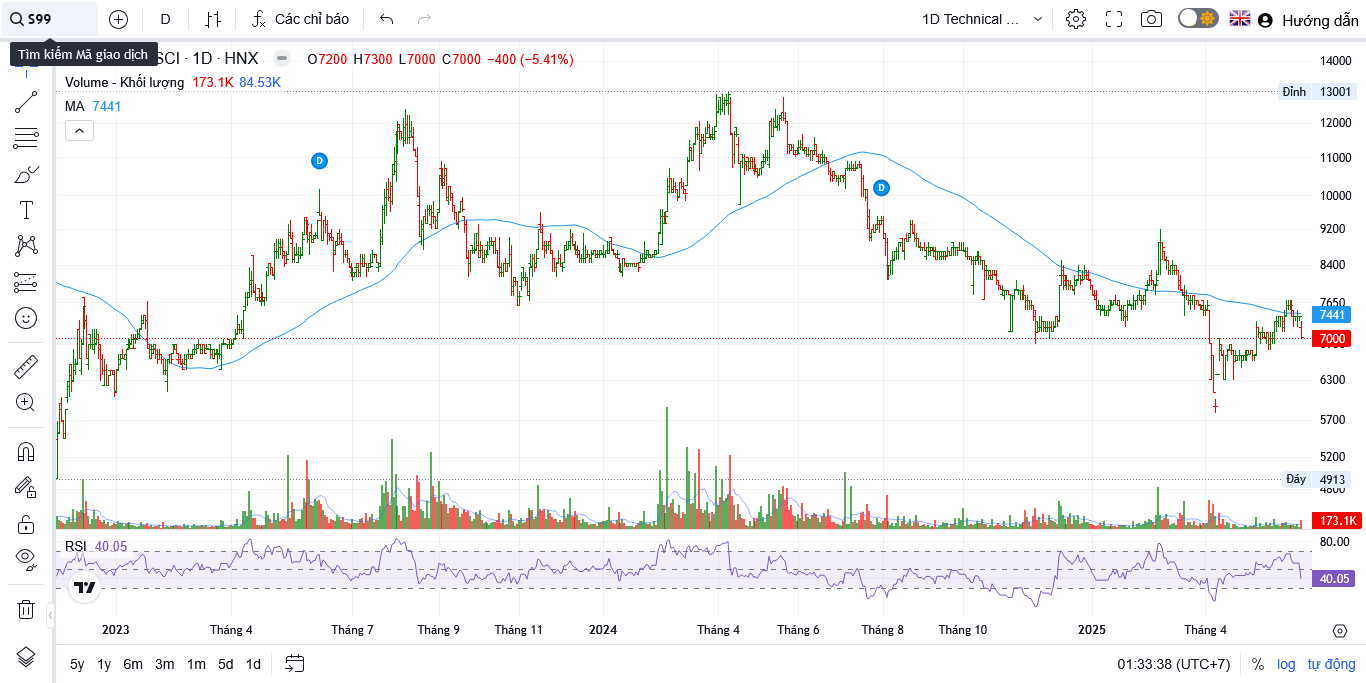 S99
D
Các chỉ báo
1D Technical ...
Hướng dẫn
Tìm kiếm Mã giao dịch
SCI · 1D · HNX
O7200 H7300 L7000 C7000 −400 (−5.41%)
Volume - Khối lượng 173.1K 84.53K
MA 7441
14000
Đỉnh 13001
12000
11000
D
D
10000
9200
8400
7650
7441
7000
6300
5700
5200
Đáy 4913
4800
173.1K
RSI 40.05
80.00
40.05
2023 Tháng 4 Tháng 7 Tháng 9 Tháng 11 2024 Tháng 4 Tháng 6 Tháng 8 Tháng 10 2025 Tháng 4
5y 1y 6m 3m 1m 5d 1d
01:33:38 (UTC+7) % log tự động